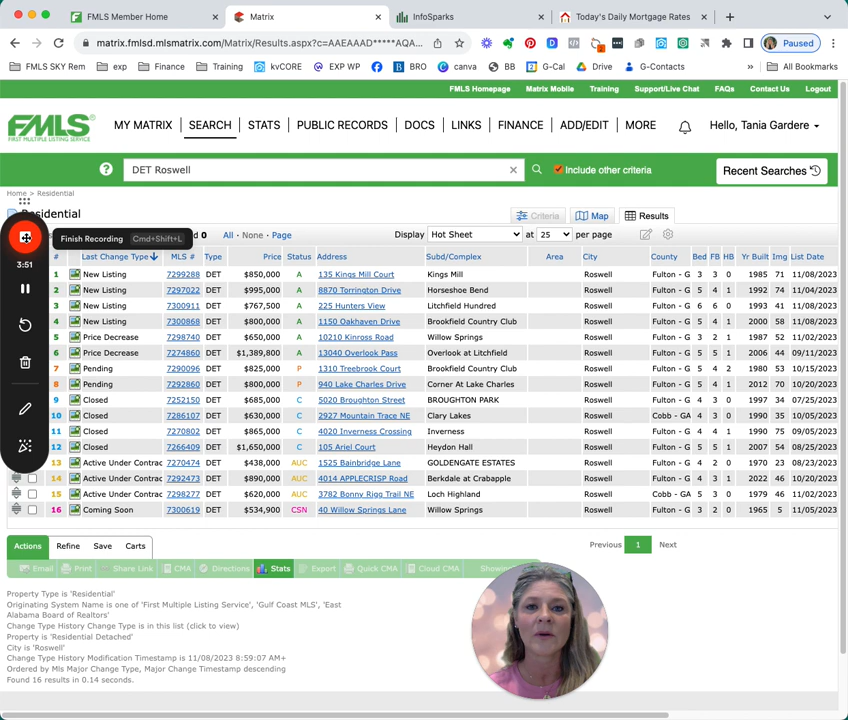 FMLS Member Home
Matrix
InfoSparks
Today's Daily Mortgage Rates
matrix.fmlsd.mlsmatrix.com/Matrix/Results.aspx?c=AAEAAAD*****AQA...
Paused
FMLS SKY Rem exp Finance Training kvCORE EXP WP BRO canva BB G-Cal Drive G-Contacts » All Bookmarks
FMLS Homepage Matrix Mobile Training Support/Live Chat FAQs Contact Us Logout
FMLS
FIRST MULTIPLE LISTING SERVICE
MY MATRIX SEARCH STATS PUBLIC RECORDS DOCS LINKS FINANCE ADD/EDIT MORE Hello, Tania Gardere
DET Roswell Include other criteria Recent Searches
Home > Residential
Residential
Criteria Map Results
0 All · None · Page Display Hot Sheet at 25 per page
Finish Recording Cmd+Shift+L
3:51
# Last Change Type MLS # Type Price Status Address Subd/Complex Area City County Bed FB HB Yr Built Img List Date
1 New Listing 7299288 DET $850,000 A 135 Kings Mill Court Kings Mill Roswell Fulton - G 3 3 0 1985 71 11/08/2023
2 New Listing 7297022 DET $995,000 A 8870 Torrington Drive Horseshoe Bend Roswell Fulton - G 5 4 1 1992 74 11/04/2023
3 New Listing 7300911 DET $767,500 A 225 Hunters View Litchfield Hundred Roswell Fulton - G 6 6 0 1993 41 11/08/2023
4 New Listing 7300868 DET $800,000 A 1150 Oakhaven Drive Brookfield Country Club Roswell Fulton - G 4 4 0 2000 58 11/08/2023
5 Price Decrease 7298740 DET $650,000 A 10210 Kinross Road Willow Springs Roswell Fulton - G 3 2 1 1987 52 11/02/2023
6 Price Decrease 7274860 DET $1,389,800 A 13040 Overlook Pass Overlook at Litchfield Roswell Fulton - G 5 5 1 2006 44 09/11/2023
7 Pending 7290096 DET $825,000 P 1310 Treebrook Court Brookfield Country Club Roswell Fulton - G 5 4 2 1980 53 10/15/2023
8 Pending 7292860 DET $800,000 P 940 Lake Charles Drive Corner At Lake Charles Roswell Fulton - G 4 5 1 2012 70 10/20/2023
9 Closed 7252150 DET $685,000 C 5020 Broughton Street BROUGHTON PARK Roswell Fulton - G 4 3 1 1997 34 07/25/2023
10 Closed 7286107 DET $630,000 C 2927 Mountain Trace NE Clary Lakes Roswell Cobb - GA 4 3 0 1990 35 10/05/2023
11 Closed 7270802 DET $865,000 C 4020 Inverness Crossing Inverness Roswell Fulton - G 4 4 1 1990 75 09/05/2023
12 Closed 7266409 DET $1,650,000 C 105 Ariel Court Heydon Hall Roswell Fulton - G 5 5 1 2007 54 08/25/2023
13 Active Under Contrac 7270474 DET $438,000 AUC 1525 Bainbridge Lane GOLDENGATE ESTATES Roswell Fulton - G 4 2 0 1970 23 08/23/2023
14 Active Under Contrac 7292473 DET $890,000 AUC 4014 APPLECRISP Road Berkdale at Crabapple Roswell Fulton - G 4 3 1 2022 46 10/20/2023
15 Active Under Contrac 7298277 DET $620,000 AUC 3782 Bonny Rigg Trail NE Loch Highland Roswell Cobb - GA 5 3 0 1979 46 11/02/2023
16 Coming Soon 7300619 DET $534,900 CSN 40 Willow Springs Lane Willow Springs Roswell Fulton - G 3 2 0 1965 5 11/05/2023
Actions Refine Save Carts Previous 1 Next
Email Print Share Link CMA Directions Stats Export Quick CMA Cloud CMA
Property Type is 'Residential'
Originating System Name is one of 'First Multiple Listing Service', 'Gulf Coast MLS', 'East
Alabama Board of Realtors'
Change Type History Change Type is in this list (click to view)
Property is 'Residential Detached'
City is 'Roswell'
Change Type History Modification Timestamp is 11/08/2023 8:59:07 AM+
Ordered by Mls Major Change Type, Major Change Timestamp descending
Found 16 results in 0.14 seconds.